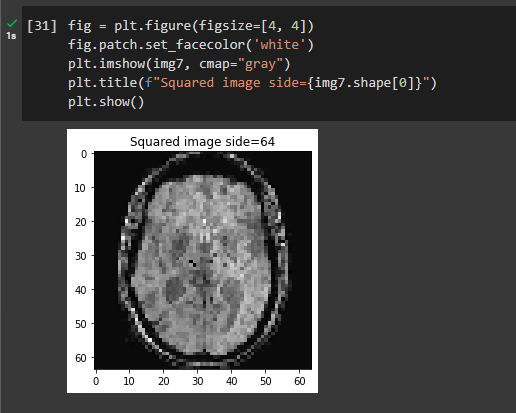 [31] fig = plt.figure(figsize=[4, 4])
1s
fig.patch.set_facecolor('white')
plt.imshow(img7, cmap="gray")
plt.title(f"Squared image side={img7.shape[0]}")
plt.show()
Squared image side=64
0
10
20
30
40
50
60
0 10 20 30 40 50 60